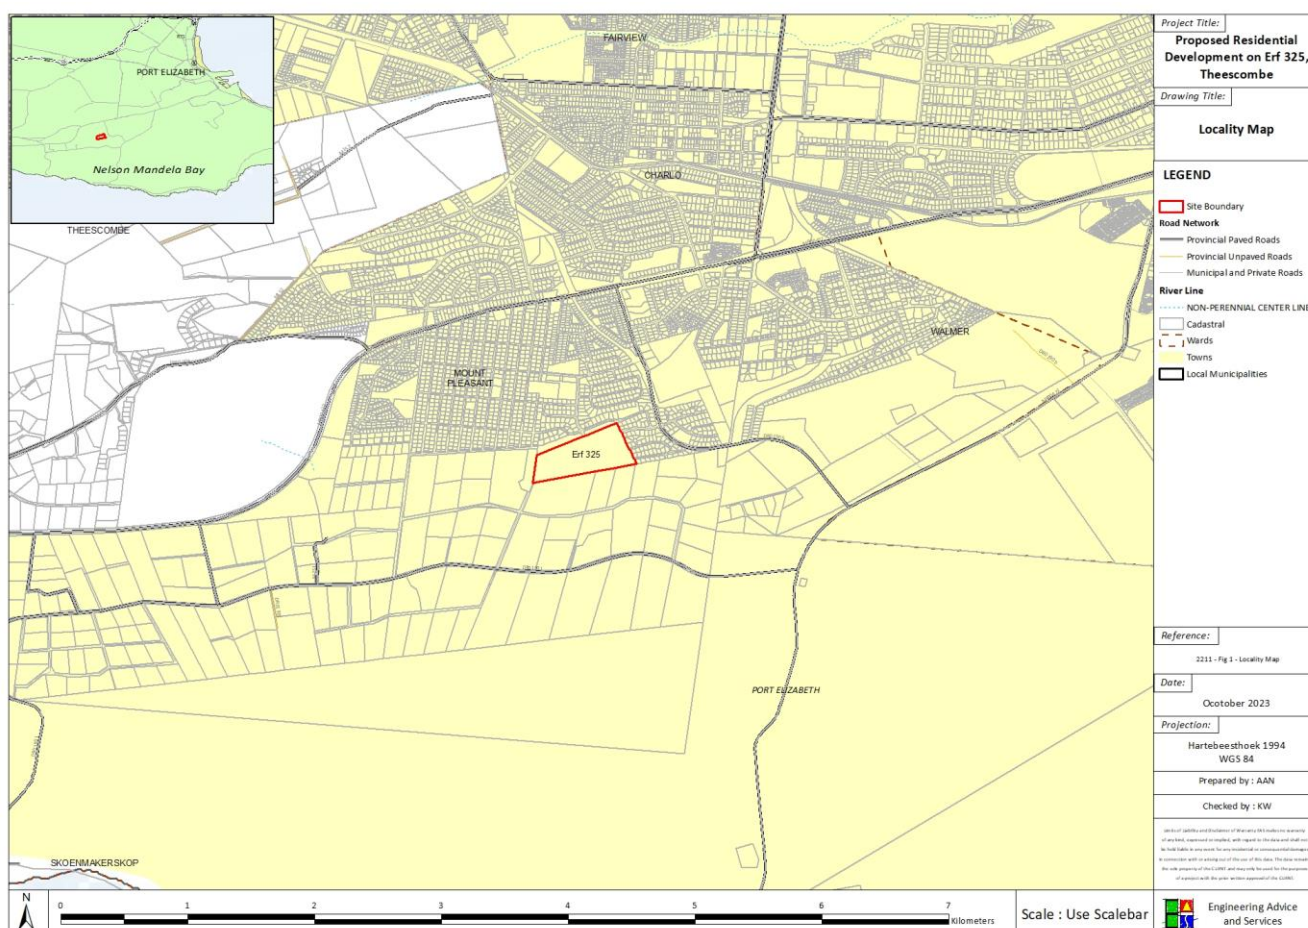 PORT ELIZABETH
Nelson Mandela Bay
FAIRVIEW
CHARLO
THEESCOMBE
WALMER
MOUNT
PLEASANT
Erf 325
PORT ELIZABETH
SKOENMAKERSKOP
Project Title:
Proposed Residential
Development on Erf 325,
Theescombe
Drawing Title:
Locality Map
LEGEND
Site Boundary
Road Network
Provincial Paved Roads
Provincial Unpaved Roads
Municipal and Private Roads
River Line
NON-PERENNIAL CENTER LINE
Cadastral
Wards
Towns
Local Municipalities
Reference:
2211 - Fig 1 - Locality Map
Date:
Ocotober 2023
Projection:
Hartebeesthoek 1994
WGS 84
Prepared by : AAN
Checked by : KW
N
0 1 2 3 4 5 6 7
Kilometers
Scale : Use Scalebar
Engineering Advice
and Services